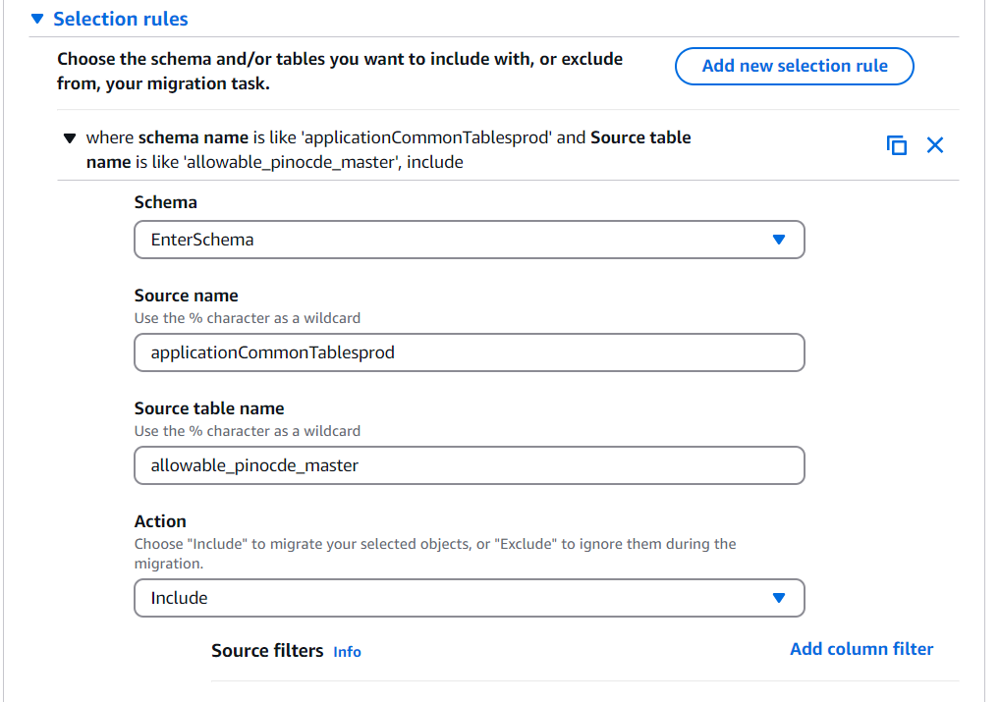 Selection rules
Choose the schema and/or tables you want to include with, or exclude
from, your migration task.
Add new selection rule
where schema name is like 'applicationCommonTablesprod' and Source table
name is like 'allowable_pinocde_master', include
Schema
EnterSchema
Source name
Use the % character as a wildcard
applicationCommonTablesprod
Source table name
Use the % character as a wildcard
allowable_pinocde_master
Action
Choose "Include" to migrate your selected objects, or "Exclude" to ignore them during the
migration.
Include
Source filters Info
Add column filter